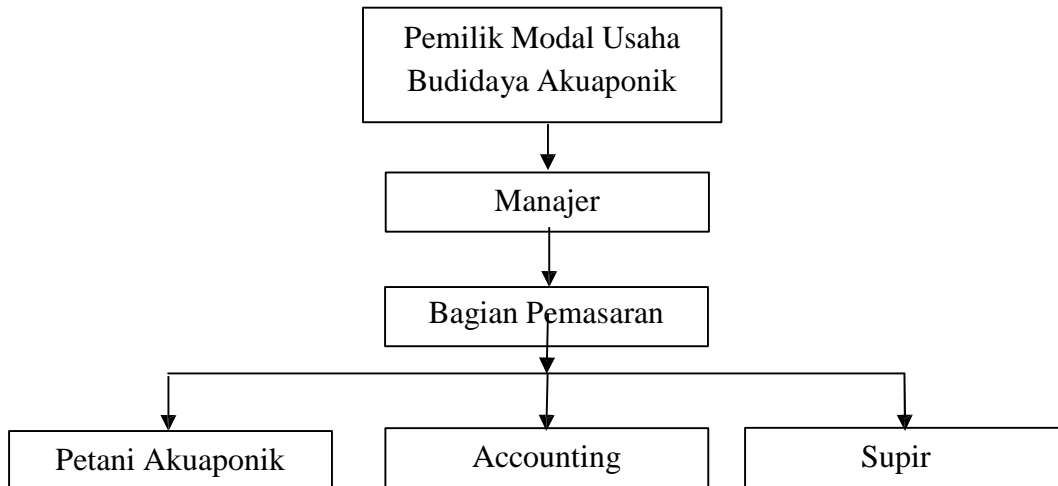 Pemilik Modal Usaha
Budidaya Akuaponik
Manajer
Bagian Pemasaran
Petani Akuaponik
Accounting
Supir